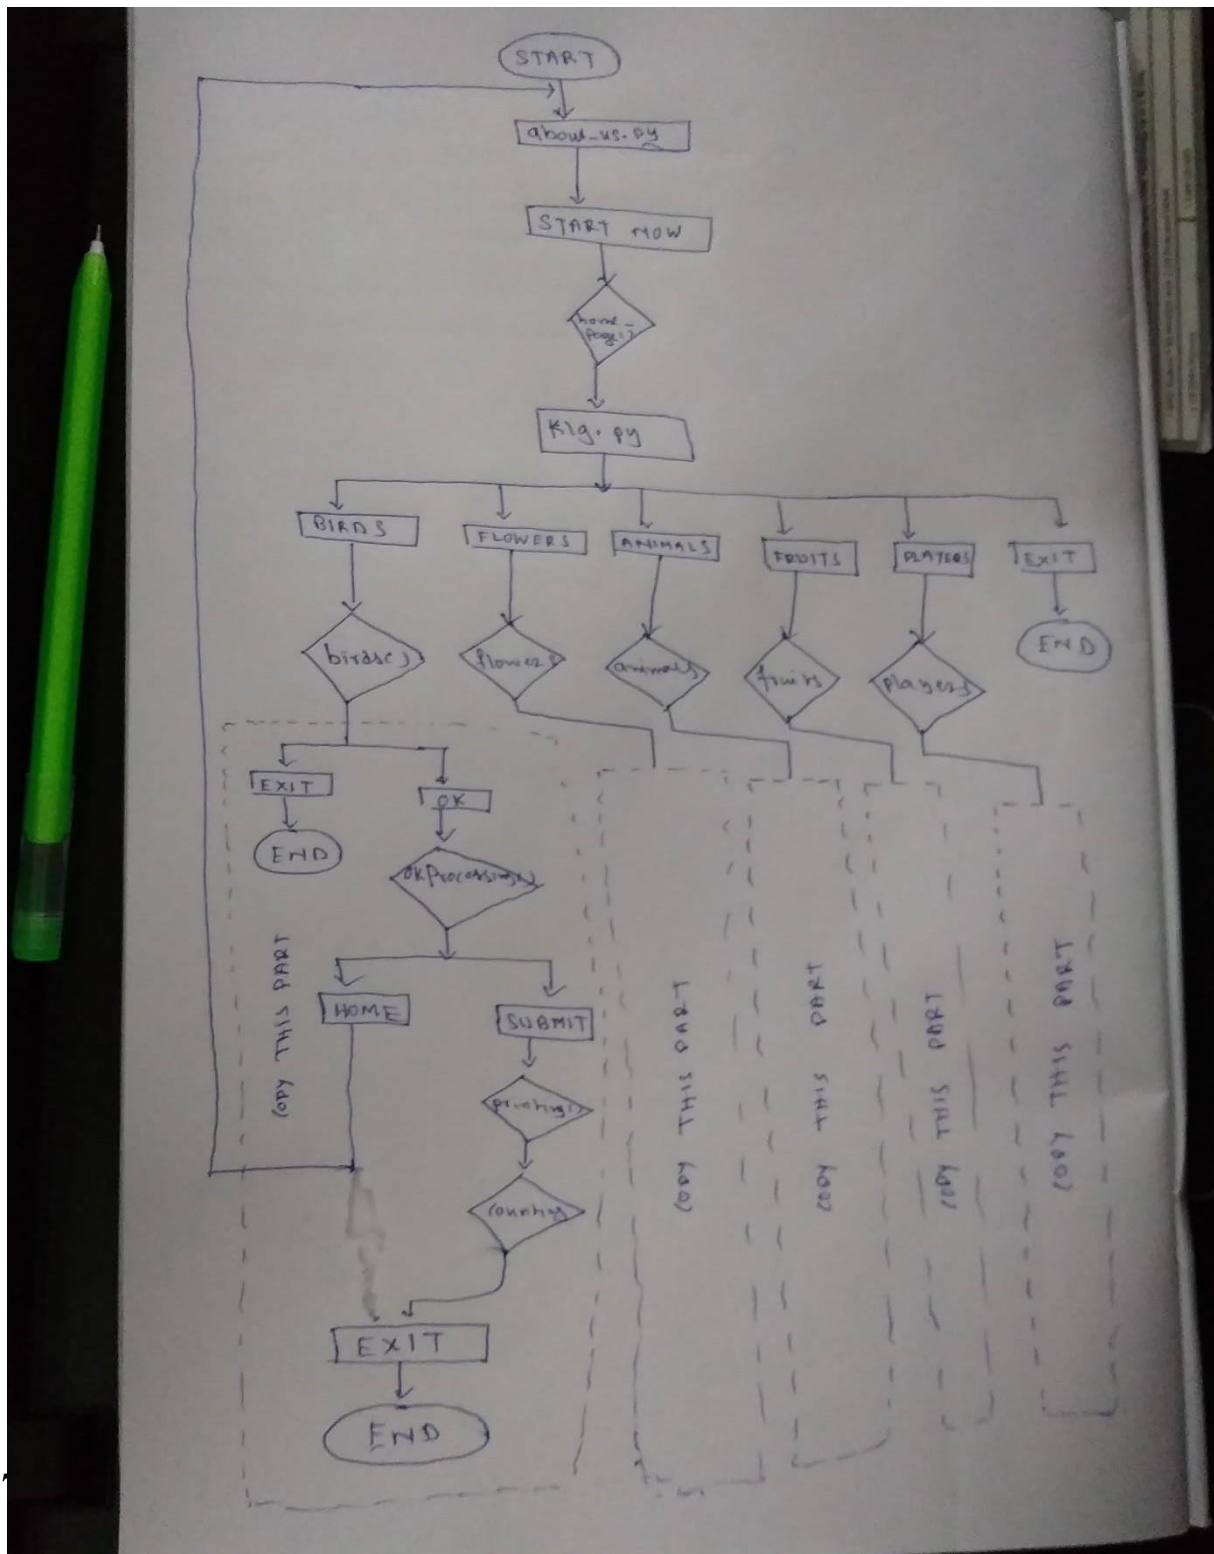 START
about_us.py
START NOW
home_
page()
Klg.py
BIRDS
FLOWERS
ANIMALS
FRUITS
PLAYERS
EXIT
birds()
flowers
animals
fruits
players
END
EXIT
OK
END
okProcessing()
COPY THIS PART
HOME
SUBMIT
printing()
counting
EXIT
END
COPY THIS PART
COPY THIS PART
COPY THIS PART
COPY THIS PART